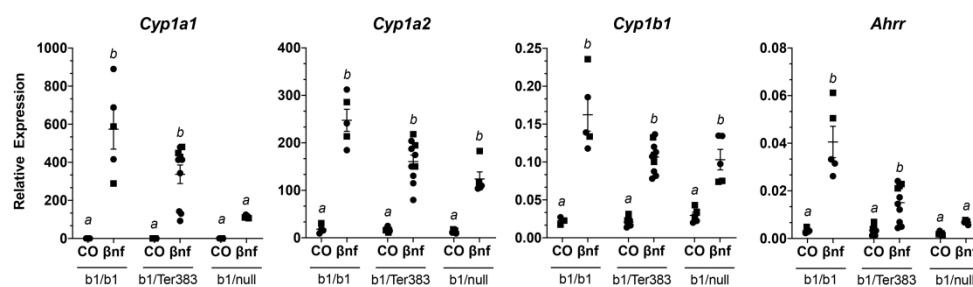 Cyp1a1
Relative Expression
1000
800
600
400
200
0
a b a b a a
CO βnf CO βnf CO βnf
b1/b1 b1/Ter383 b1/null
Cyp1a2
400
300
200
100
0
a b a b a b
CO βnf CO βnf CO βnf
b1/b1 b1/Ter383 b1/null
Cyp1b1
0.25
0.20
0.15
0.10
0.05
0.00
a b a b a b
CO βnf CO βnf CO βnf
b1/b1 b1/Ter383 b1/null
Ahrr
0.08
0.06
0.04
0.02
0.00
a b a b a a
CO βnf CO βnf CO βnf
b1/b1 b1/Ter383 b1/null